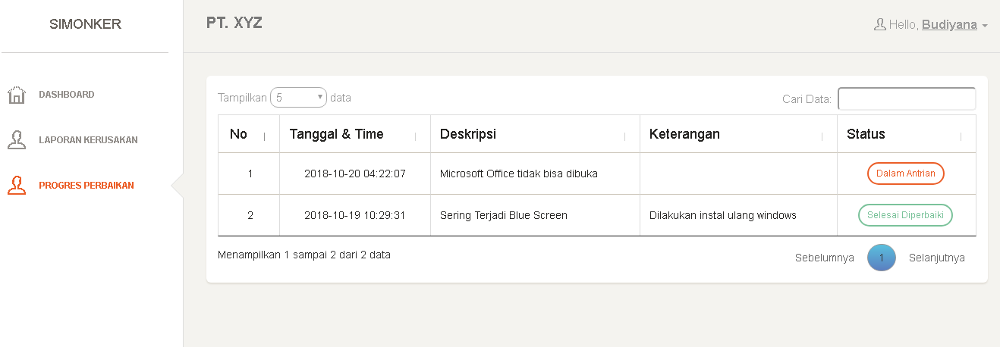 SIMONKER
PT. XYZ
Hello, Budiyana
DASHBOARD
LAPORAN KERUSAKAN
PROGRES PERBAIKAN
Tampilkan 5 data
Cari Data:
No Tanggal & Time Deskripsi Keterangan Status
1 2018-10-20 04:22:07 Microsoft Office tidak bisa dibuka Dalam Antrian
2 2018-10-19 10:29:31 Sering Terjadi Blue Screen Dilakukan instal ulang windows Selesai Diperbaiki
Menampilkan 1 sampai 2 dari 2 data
Sebelumnya 1 Selanjutnya